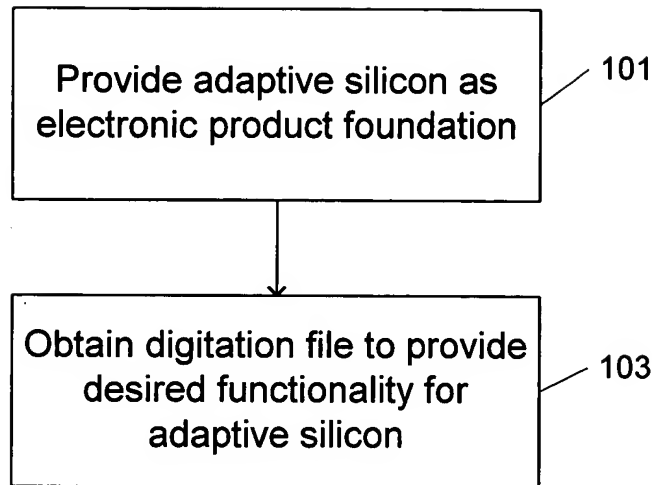 Provide adaptive silicon as
electronic product foundation
101
Obtain digitation file to provide
desired functionality for
adaptive silicon
103